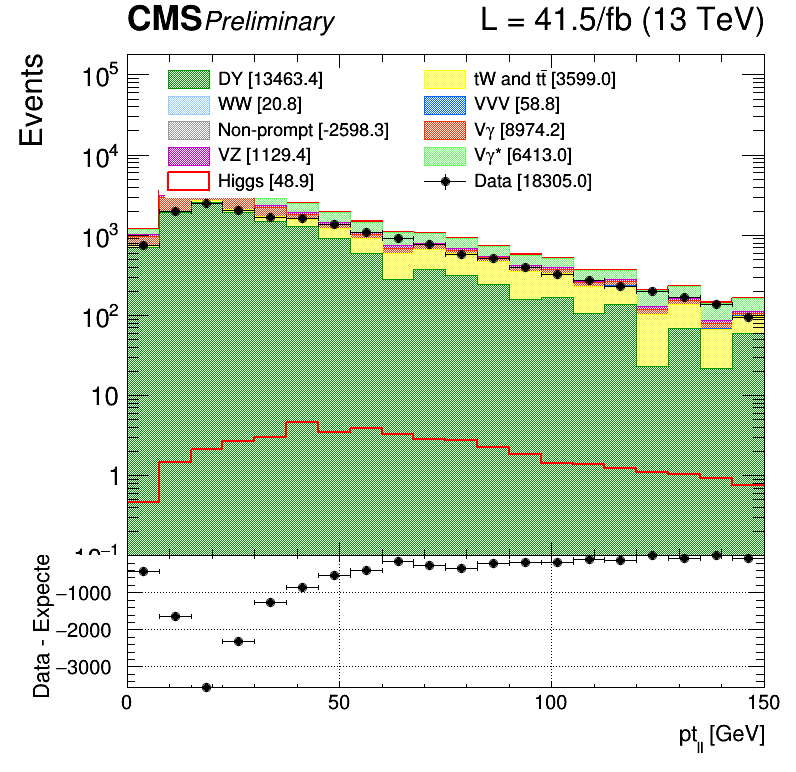 CMS Preliminary L = 41.5/fb (13 TeV)
Events
10⁵
10⁴
10³
10²
10
1
10⁻¹
DY [13463.4]
WW [20.8]
Non-prompt [-2598.3]
VZ [1129.4]
Higgs [48.9]
tW and tt̄ [3599.0]
VVV [58.8]
Vγ [8974.2]
Vγ* [6413.0]
Data [18305.0]
Data - Expecte
−1000
−2000
−3000
0 50 100 150
pt_ll [GeV]